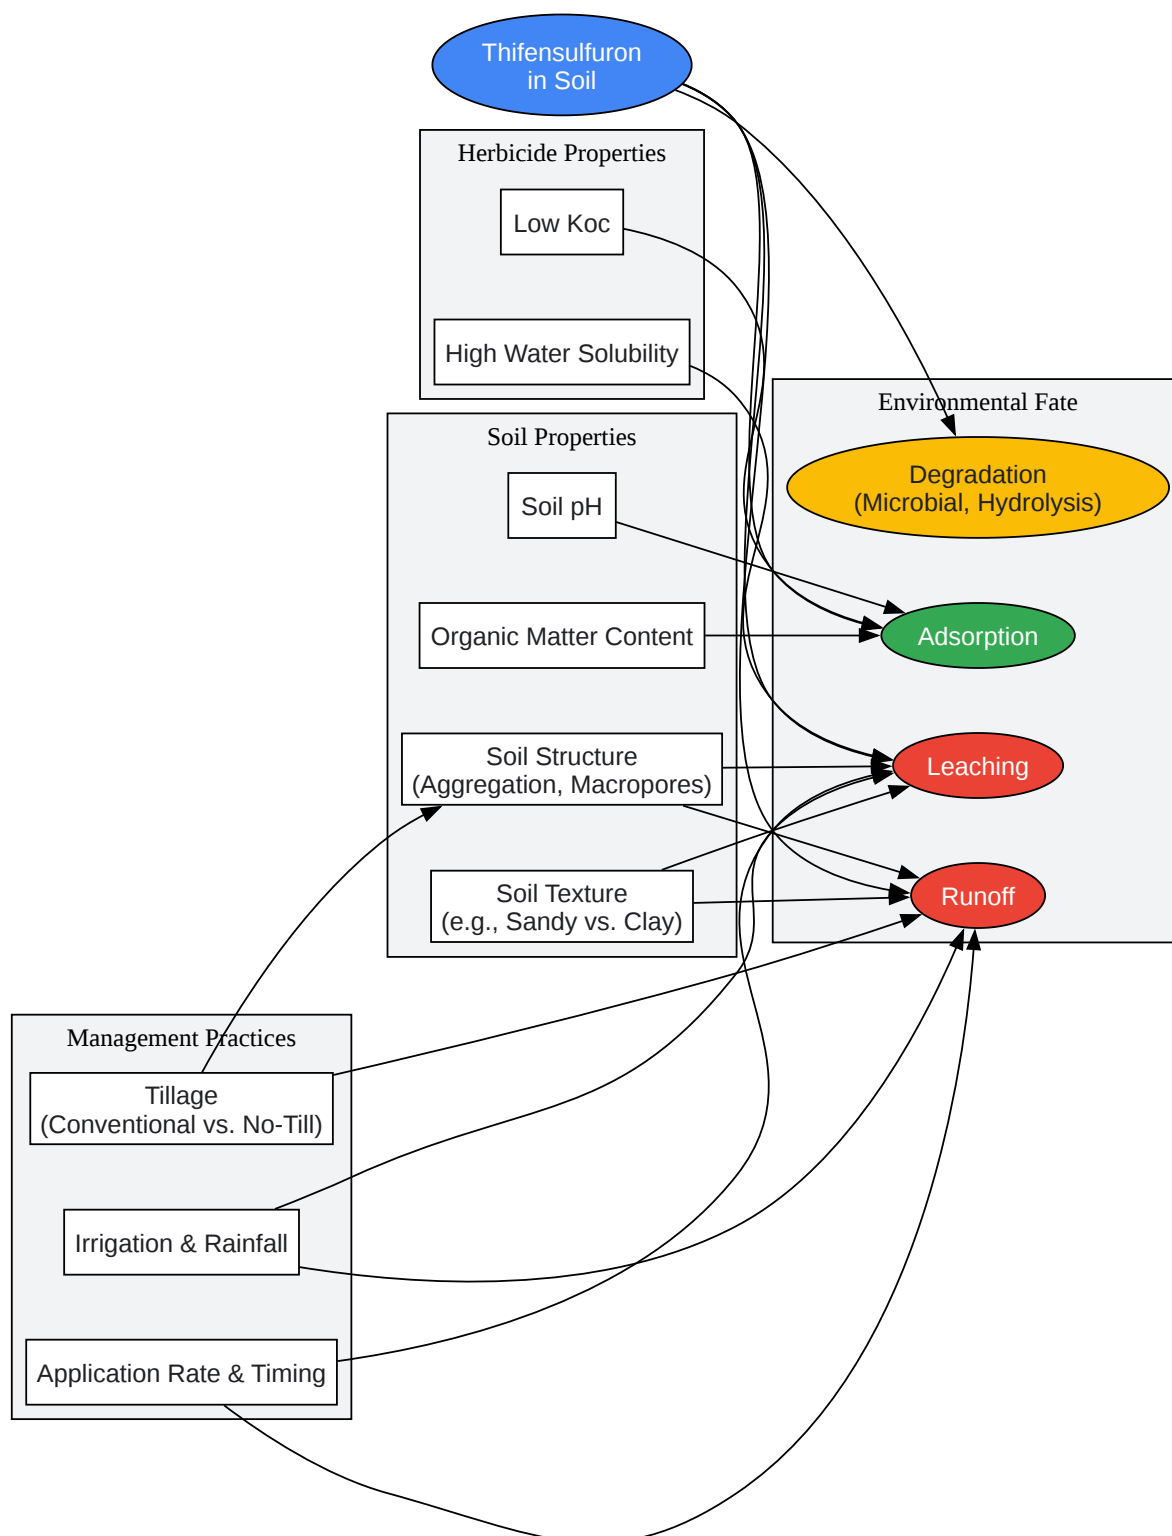 Thifensulfuron
in Soil
Herbicide Properties
Low Koc
High Water Solubility
Environmental Fate
Degradation
(Microbial, Hydrolysis)
Adsorption
Leaching
Runoff
Soil Properties
Soil pH
Organic Matter Content
Soil Structure
(Aggregation, Macropores)
Soil Texture
(e.g., Sandy vs. Clay)
Management Practices
Tillage
(Conventional vs. No-Till)
Irrigation & Rainfall
Application Rate & Timing